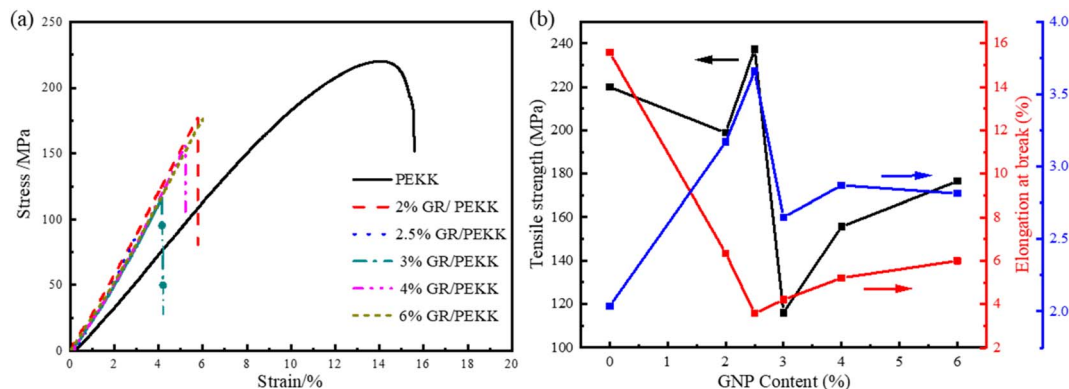 (a)
250
200
150
100
50
0
Stress /MPa
0 2 4 6 8 10 12 14 16 18 20
Strain/%
PEKK
2% GR/ PEKK
2.5% GR/PEKK
3% GR/PEKK
4% GR/PEKK
6% GR/PEKK
(b)
240
220
200
180
160
140
120
100
Tensile strength (MPa)
0 1 2 3 4 5 6
GNP Content (%)
16
14
12
10
8
6
4
2
Elongation at break (%)
4.0
3.5
3.0
2.5
2.0